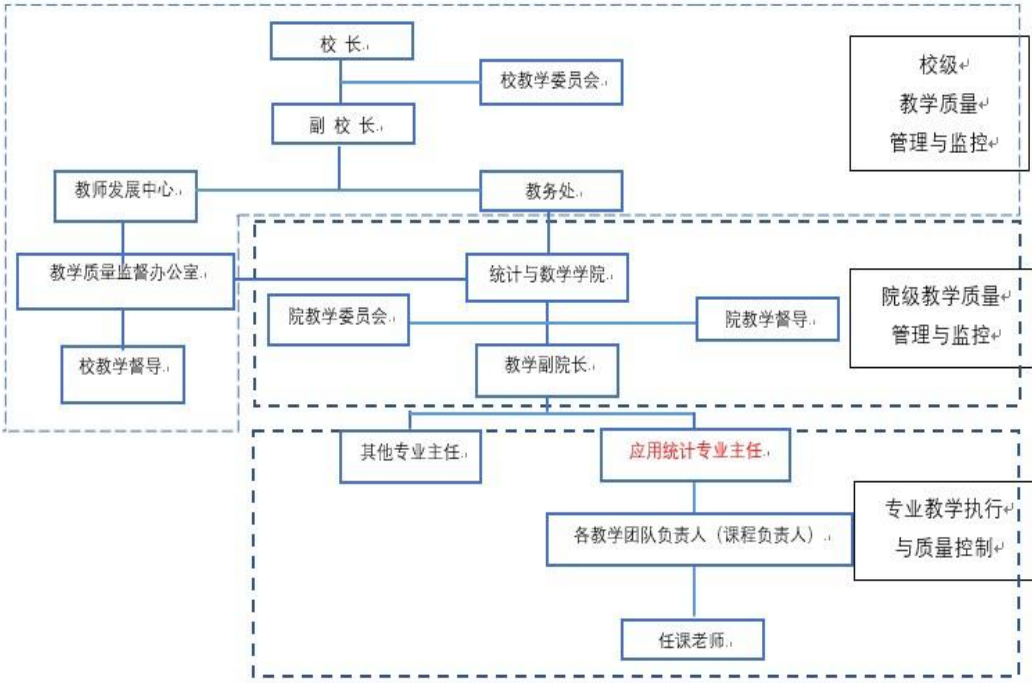 校 长
校教学委员会
副 校 长
校级
教学质量
管理与监控
教师发展中心
教务处
教学质量监督办公室
统计与数学学院
院教学委员会
院教学督导
院级教学质量
管理与监控
校教学督导
教学副院长
其他专业主任
应用统计专业主任
各教学团队负责人（课程负责人）
专业教学执行
与质量控制
任课老师